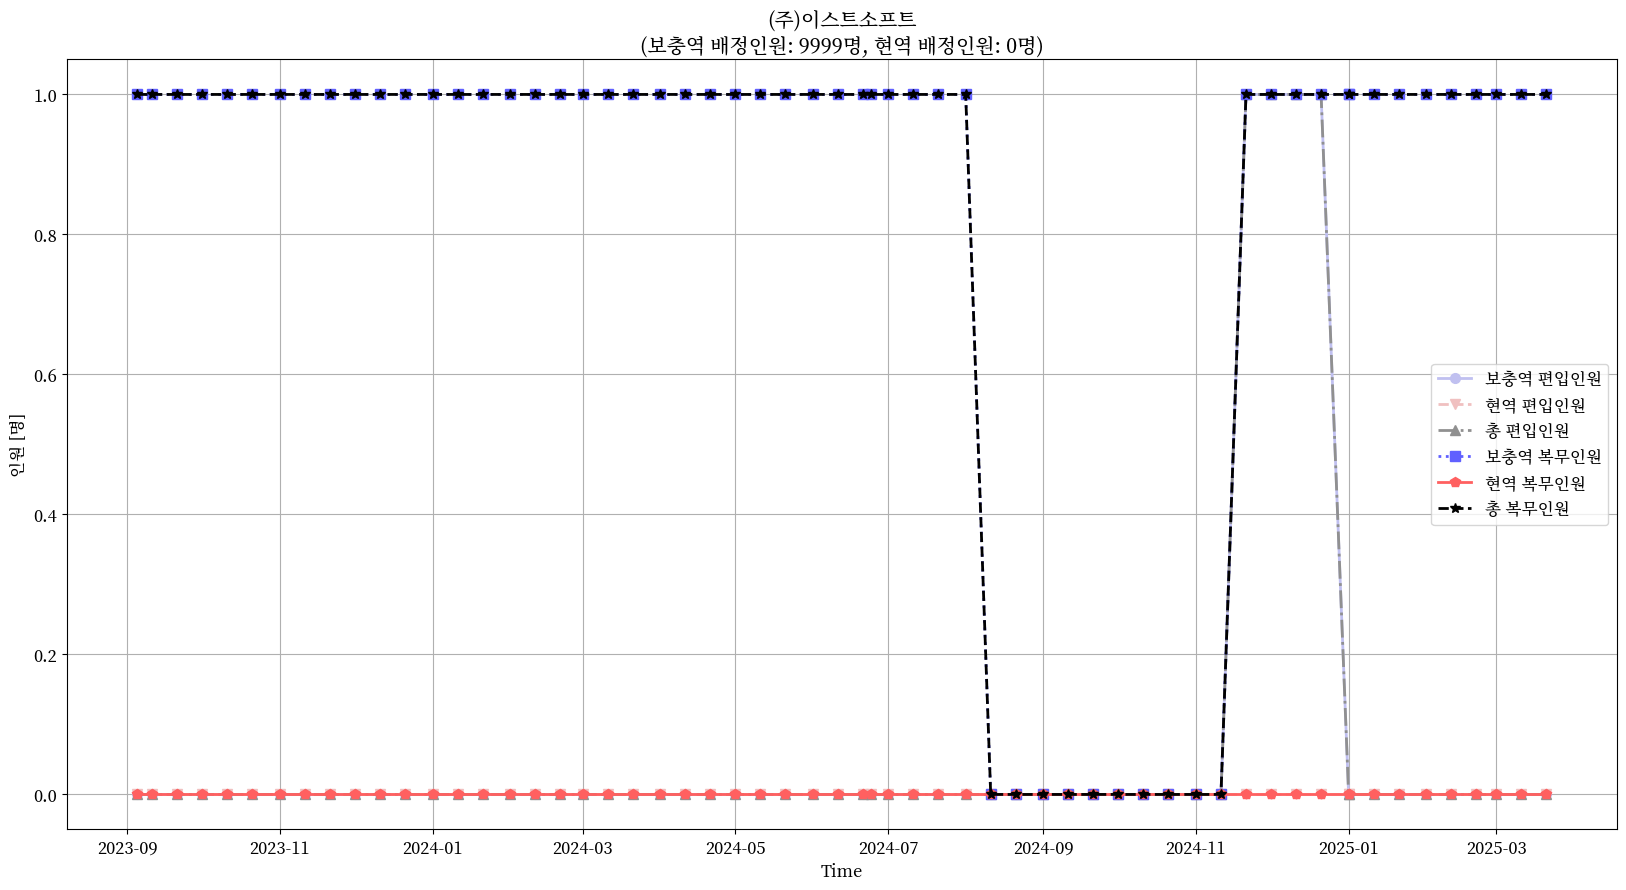 (주)이스트소프트
(보충역 배정인원: 9999명, 현역 배정인원: 0명)
인원 [명]
1.0
0.8
0.6
0.4
0.2
0.0
보충역 편입인원
현역 편입인원
총 편입인원
보충역 복무인원
현역 복무인원
총 복무인원
2023-09
2023-11
2024-01
2024-03
2024-05
2024-07
2024-09
2024-11
2025-01
2025-03
Time